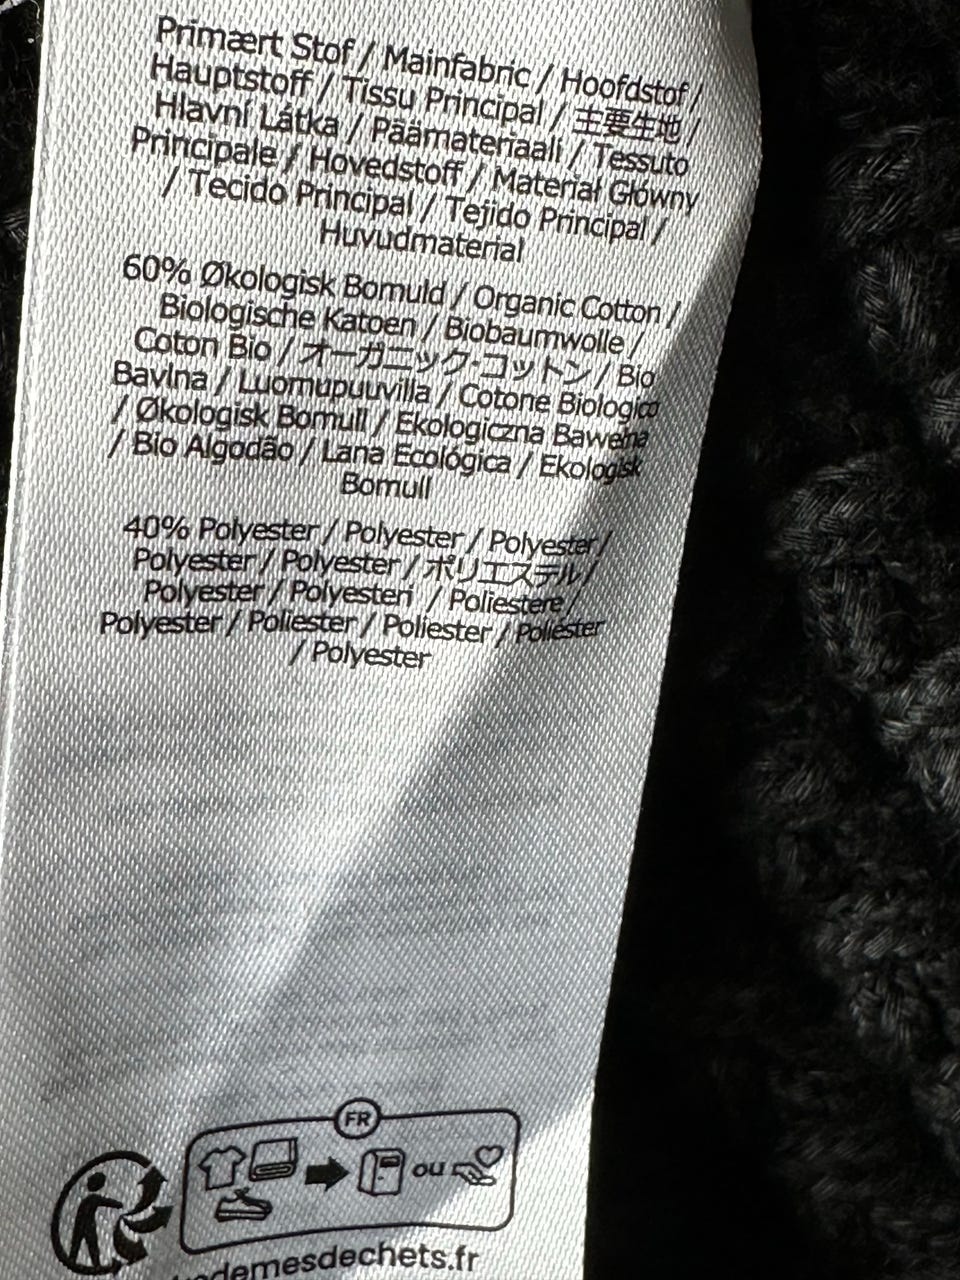 Primært Stof / Mainfabric / Hoofdstof /
Hauptstoff / Tissu Principal / 主要生地 /
Hlavní Látka / Päämateriaali / Tessuto
Principale / Hovedstoff / Materiał Główny
/ Tecido Principal / Tejido Principal /
Huvudmaterial
60% Økologisk Bomuld / Organic Cotton /
Biologische Katoen / Biobaumwolle /
Coton Bio / オーガニック·コットン / Bio
Bavlna / Luomupuuvilla / Cotone Biologico
/ Økologisk Bomull / Ekologiczna Bawełna
/ Bio Algodão / Lana Ecológica / Ekologisk
Bomull
40% Polyester / Polyester / Polyester /
Polyester / Polyester / ポリエステル /
Polyester / Polyesteri / Poliestere /
Polyester / Poliester / Poliester / Poliéster
/ Polyester
FR
ou
demesdechets.fr